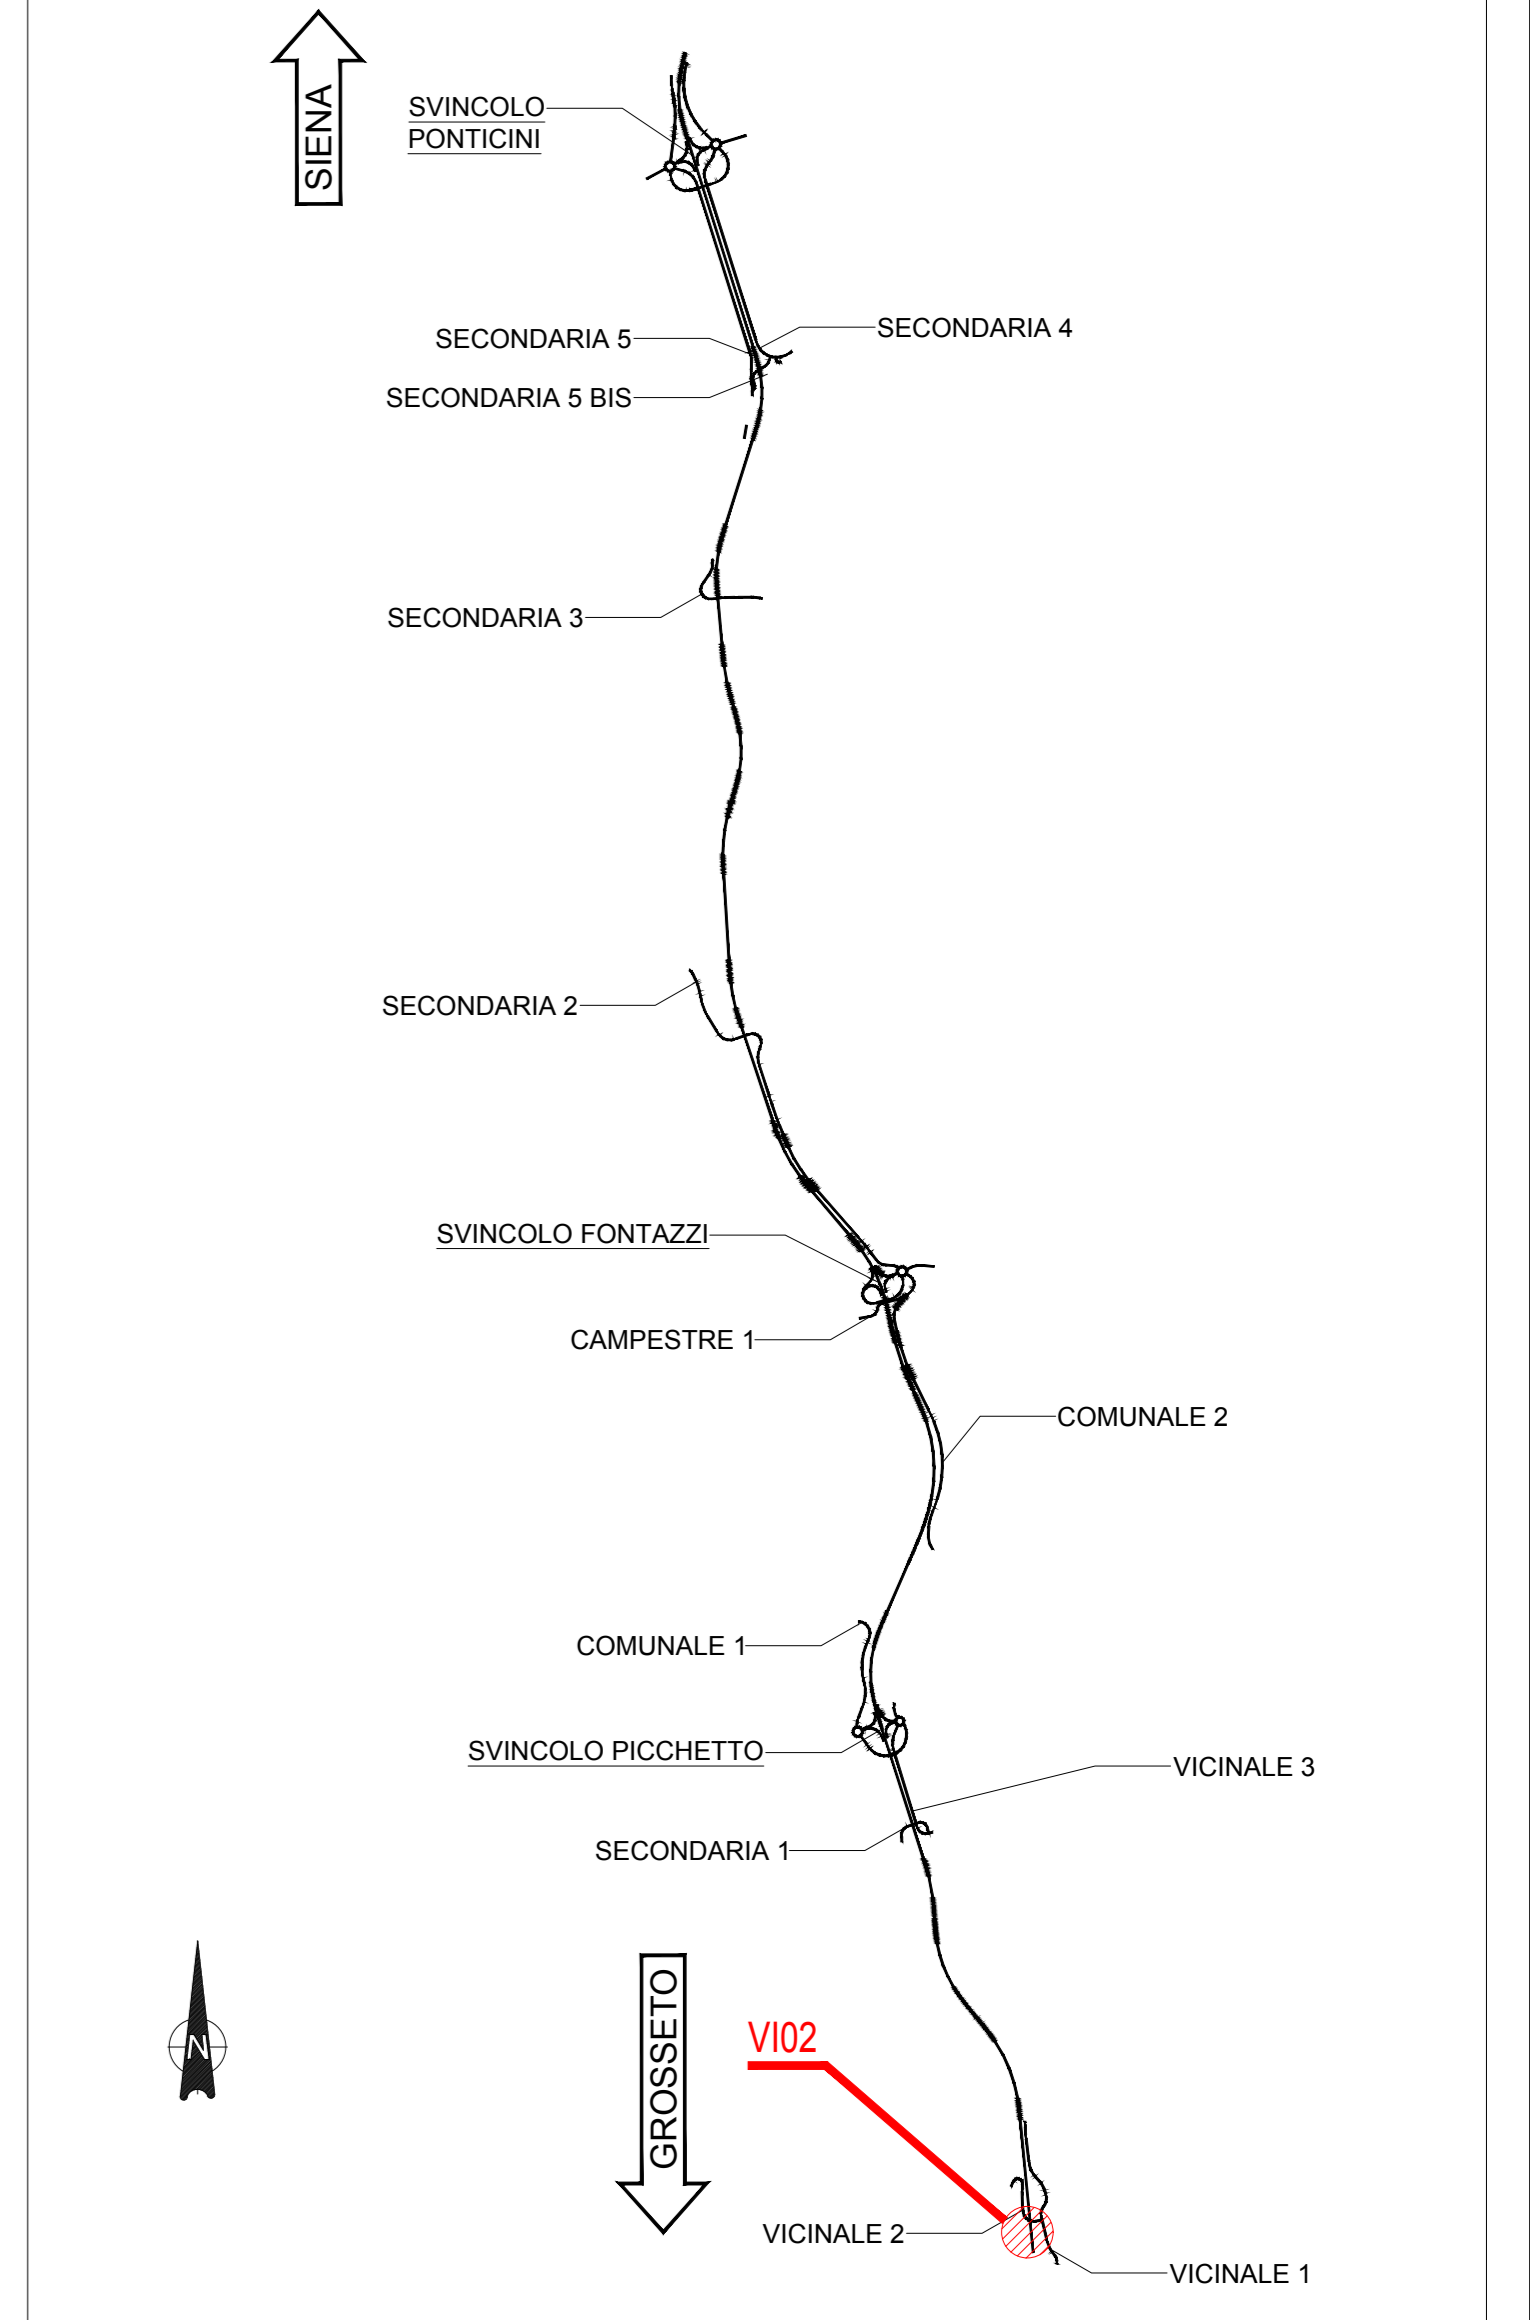 SIENA
SVINCOLO
PONTICINI
SECONDARIA 5
SECONDARIA 4
SECONDARIA 5 BIS
SECONDARIA 3
SECONDARIA 2
SVINCOLO FONTAZZI
CAMPESTRE 1
COMUNALE 2
COMUNALE 1
SVINCOLO PICCHETTO
VICINALE 3
SECONDARIA 1
GROSSETO
N
VI02
VICINALE 2
VICINALE 1